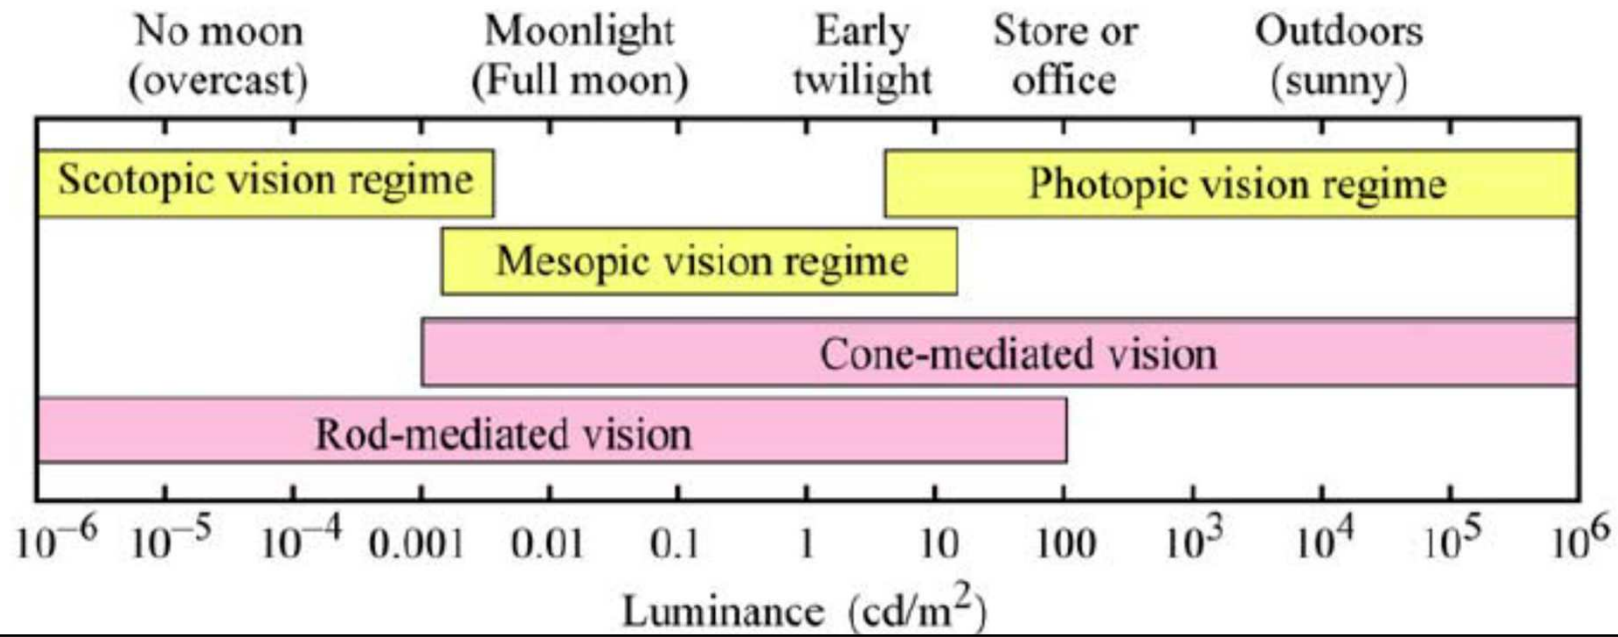 No moon Moonlight Early Store or Outdoors
(overcast) (Full moon) twilight office (sunny)
Scotopic vision regime Photopic vision regime
Mesopic vision regime
Cone-mediated vision
Rod-mediated vision
10⁻⁶ 10⁻⁵ 10⁻⁴ 0.001 0.01 0.1 1 10 100 10³ 10⁴ 10⁵ 10⁶
Luminance (cd/m²)